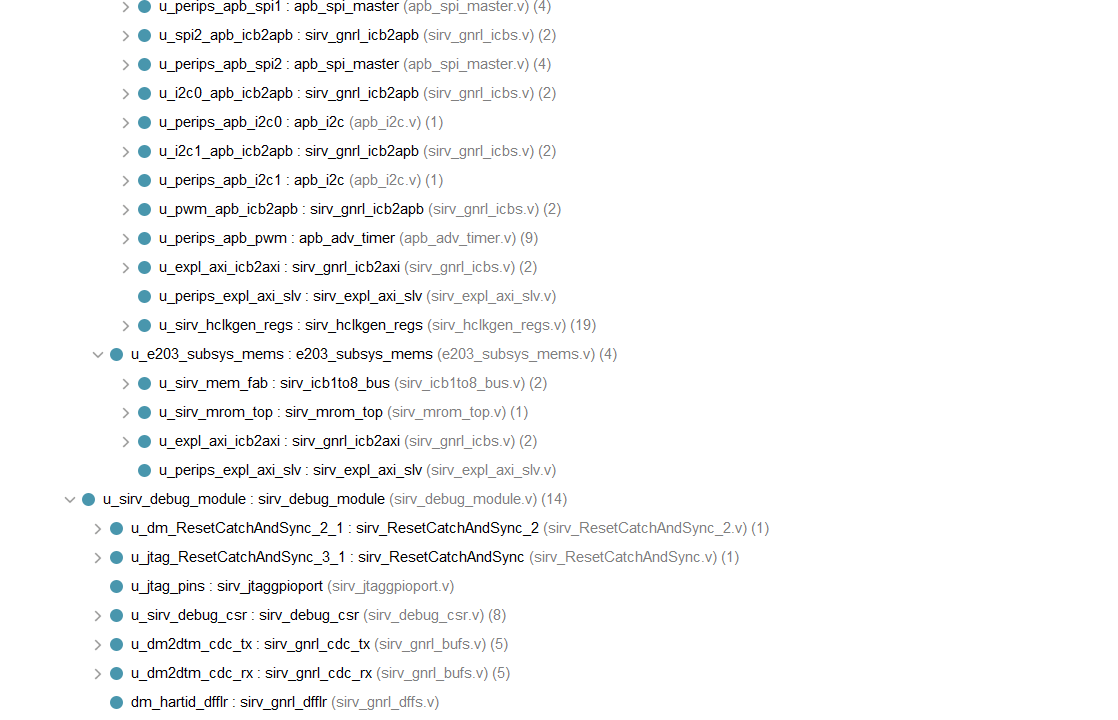 u_perips_apb_spi1 : apb_spi_master (apb_spi_master.v) (4)
u_spi2_apb_icb2apb : sirv_gnrl_icb2apb (sirv_gnrl_icbs.v) (2)
u_perips_apb_spi2 : apb_spi_master (apb_spi_master.v) (4)
u_i2c0_apb_icb2apb : sirv_gnrl_icb2apb (sirv_gnrl_icbs.v) (2)
u_perips_apb_i2c0 : apb_i2c (apb_i2c.v) (1)
u_i2c1_apb_icb2apb : sirv_gnrl_icb2apb (sirv_gnrl_icbs.v) (2)
u_perips_apb_i2c1 : apb_i2c (apb_i2c.v) (1)
u_pwm_apb_icb2apb : sirv_gnrl_icb2apb (sirv_gnrl_icbs.v) (2)
u_perips_apb_pwm : apb_adv_timer (apb_adv_timer.v) (9)
u_expl_axi_icb2axi : sirv_gnrl_icb2axi (sirv_gnrl_icbs.v) (2)
u_perips_expl_axi_slv : sirv_expl_axi_slv (sirv_expl_axi_slv.v)
u_sirv_hclkgen_regs : sirv_hclkgen_regs (sirv_hclkgen_regs.v) (19)
u_e203_subsys_mems : e203_subsys_mems (e203_subsys_mems.v) (4)
u_sirv_mem_fab : sirv_icb1to8_bus (sirv_icb1to8_bus.v) (2)
u_sirv_mrom_top : sirv_mrom_top (sirv_mrom_top.v) (1)
u_expl_axi_icb2axi : sirv_gnrl_icb2axi (sirv_gnrl_icbs.v) (2)
u_perips_expl_axi_slv : sirv_expl_axi_slv (sirv_expl_axi_slv.v)
u_sirv_debug_module : sirv_debug_module (sirv_debug_module.v) (14)
u_dm_ResetCatchAndSync_2_1 : sirv_ResetCatchAndSync_2 (sirv_ResetCatchAndSync_2.v) (1)
u_jtag_ResetCatchAndSync_3_1 : sirv_ResetCatchAndSync (sirv_ResetCatchAndSync.v) (1)
u_jtag_pins : sirv_jtaggpioport (sirv_jtaggpioport.v)
u_sirv_debug_csr : sirv_debug_csr (sirv_debug_csr.v) (8)
u_dm2dtm_cdc_tx : sirv_gnrl_cdc_tx (sirv_gnrl_bufs.v) (5)
u_dm2dtm_cdc_rx : sirv_gnrl_cdc_rx (sirv_gnrl_bufs.v) (5)
dm_hartid_dfflr : sirv_gnrl_dfflr (sirv_gnrl_dffs.v)